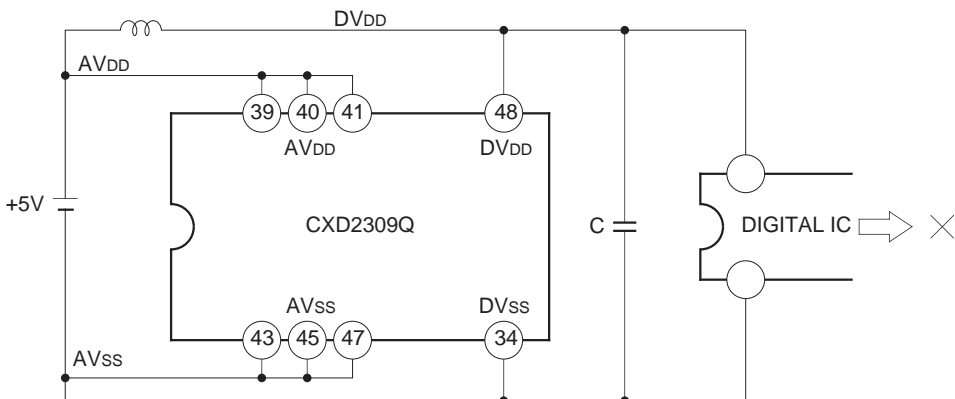 DVDD
AVDD
39 40 41 48
AVDD DVDD
+5V
CXD2309Q
C
DIGITAL IC
AVSS DVSS
43 45 47 34
AVSS